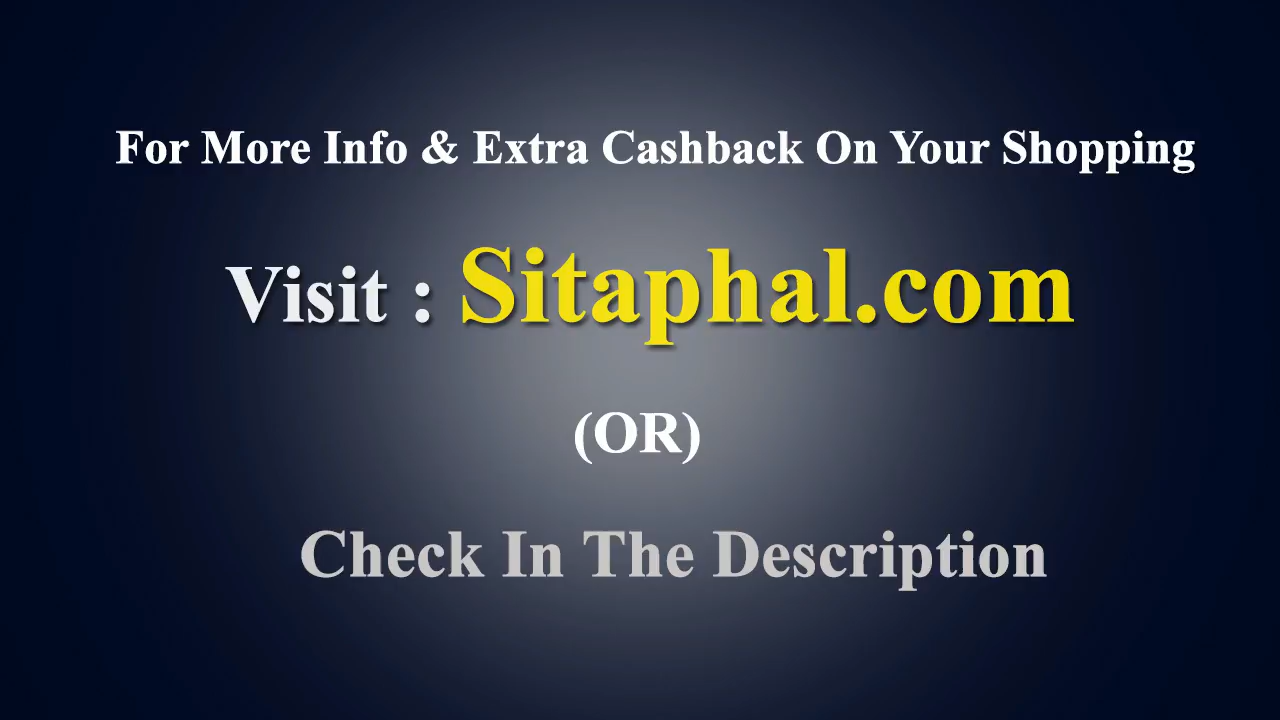 For More Info & Extra Cashback On Your Shopping
Visit : Sitaphal.com
(OR)
Check In The Description